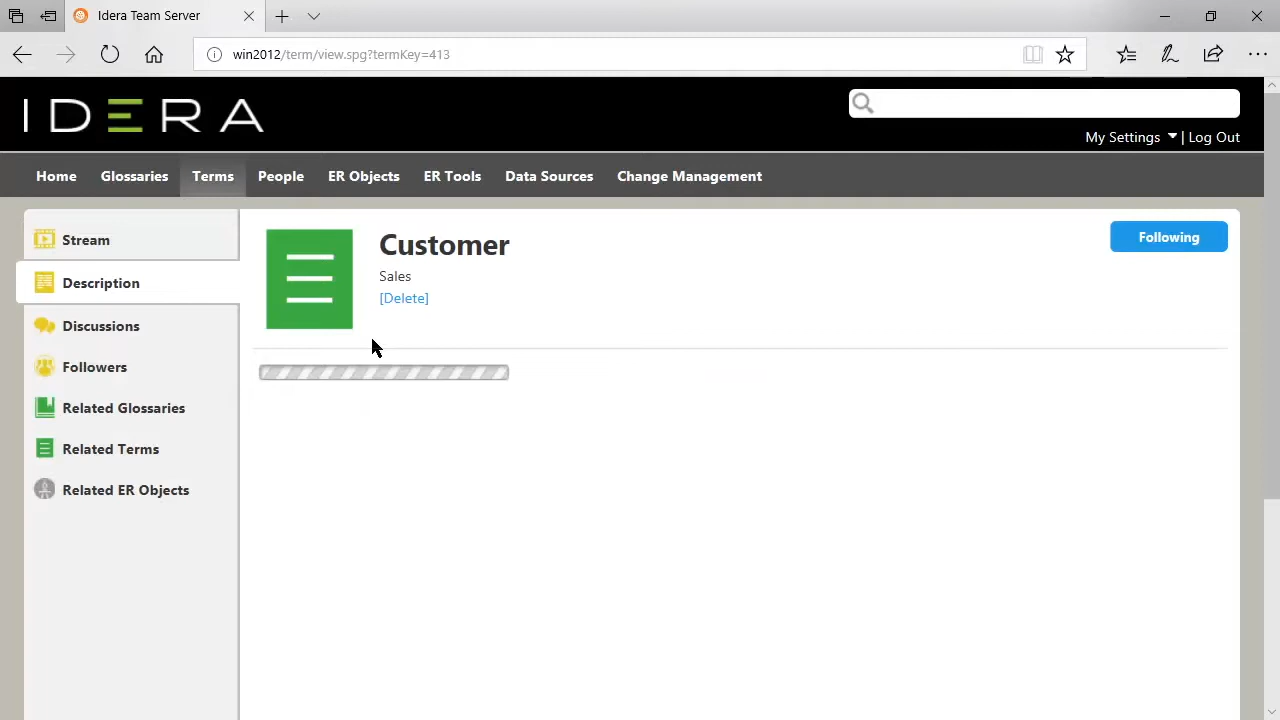 Idera Team Server
win2012/term/view.spg?termKey=413
IDERA
My Settings | Log Out
Home Glossaries Terms People ER Objects ER Tools Data Sources Change Management
Stream
Description
Discussions
Followers
Related Glossaries
Related Terms
Related ER Objects
Customer
Sales
[Delete]
Following